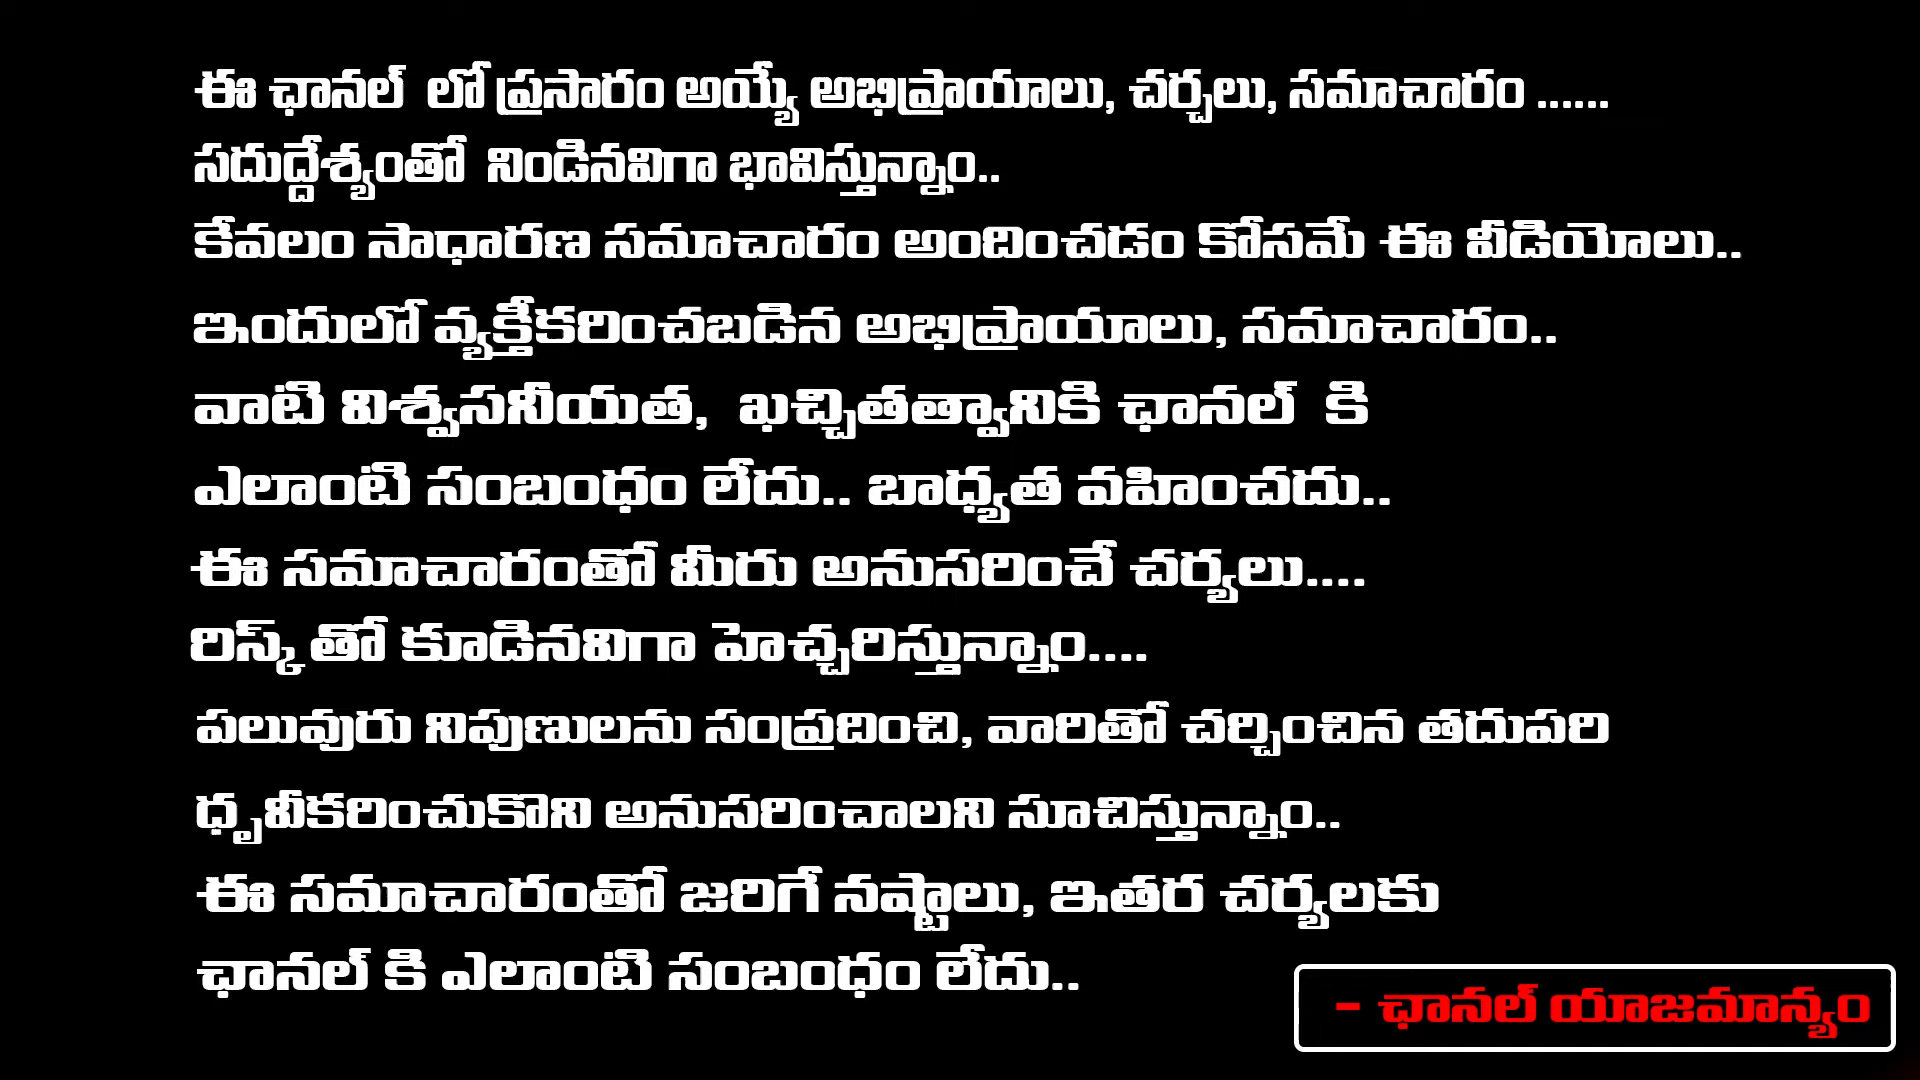 ఈ ఛానల్ లో ప్రసారం అయ్యే అభిప్రాయాలు, చర్చలు, సమాచారం ......
సదుద్దేశ్యంతో నిండినవిగా భావిస్తున్నాం..
కేవలం సాధారణ సమాచారం అందించడం కోసమే ఈ వీడియోలు..
ఇందులో వ్యక్తీకరించబడిన అభిప్రాయాలు, సమాచారం..
వాటి విశ్వసనీయత, ఖచ్చితత్వానికి ఛానల్ కి
ఎలాంటి సంబంధం లేదు.. బాధ్యత వహించదు..
ఈ సమాచారంతో మీరు అనుసరించే చర్యలు....
రిస్క్ తో కూడినవిగా హెచ్చరిస్తున్నాం....
పలువురు నిపుణులను సంప్రదించి, వారితో చర్చించిన తదుపరి
ధృవీకరించుకొని అనుసరించాలని సూచిస్తున్నాం..
ఈ సమాచారంతో జరిగే నష్టాలు, ఇతర చర్యలకు
ఛానల్ కి ఎలాంటి సంబంధం లేదు..
- ఛానల్ యాజమాన్యం